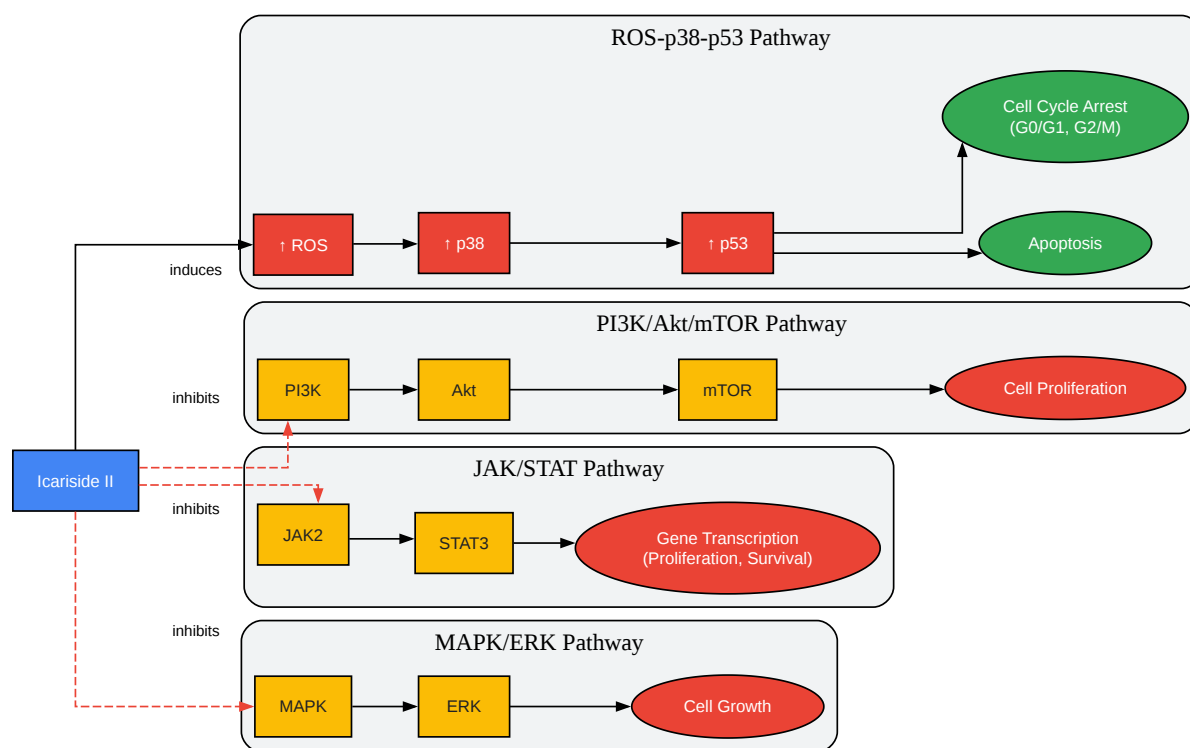 ROS-p38-p53 Pathway
Cell Cycle Arrest
(G0/G1, G2/M)
↑ ROS
↑ p38
↑ p53
Apoptosis
induces
PI3K/Akt/mTOR Pathway
PI3K
Akt
mTOR
Cell Proliferation
inhibits
Icariside II
JAK/STAT Pathway
JAK2
STAT3
Gene Transcription
(Proliferation, Survival)
inhibits
MAPK/ERK Pathway
inhibits
MAPK
ERK
Cell Growth